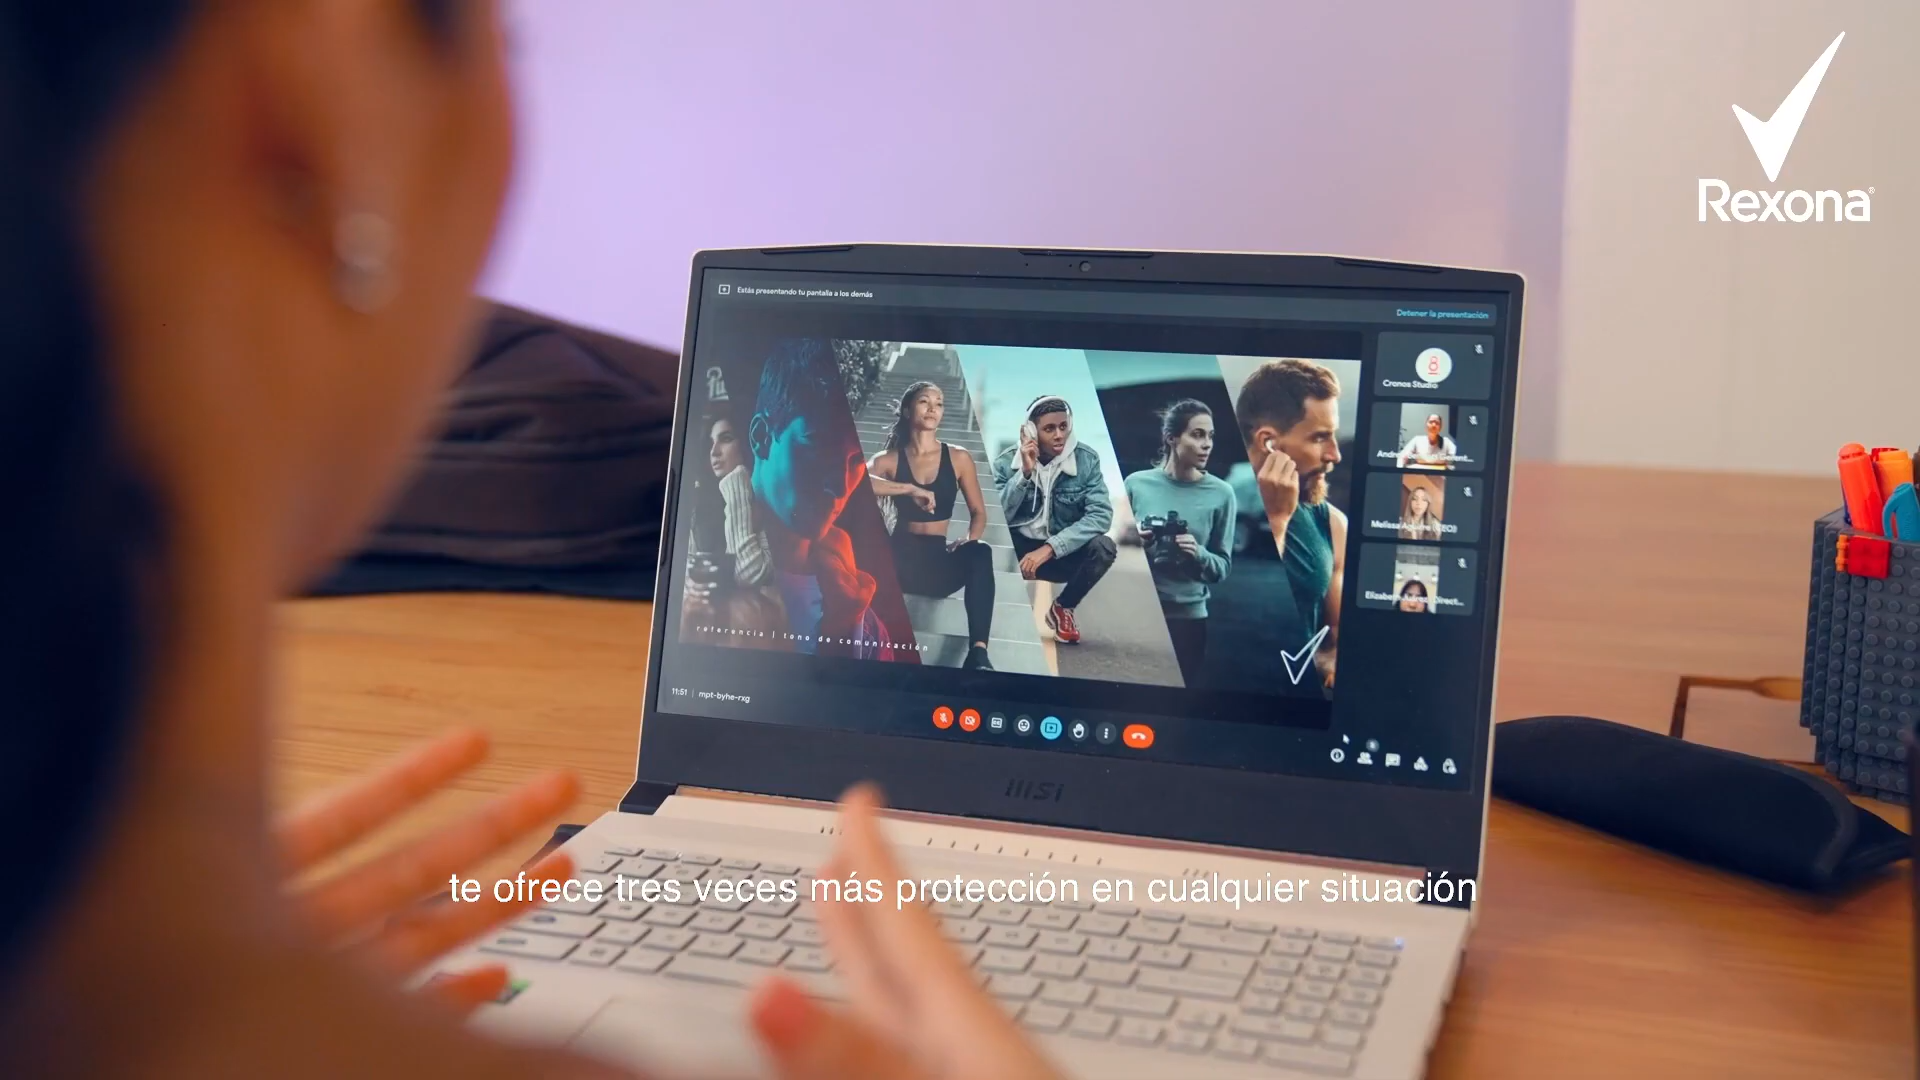 Rexona®
Estás presentando tu pantalla a los demás
Detener la presentación
Cronos Studio
referencia | tono de comunicación
11:51 | mpt-byhe-rxg
msi
te ofrece tres veces más protección en cualquier situación